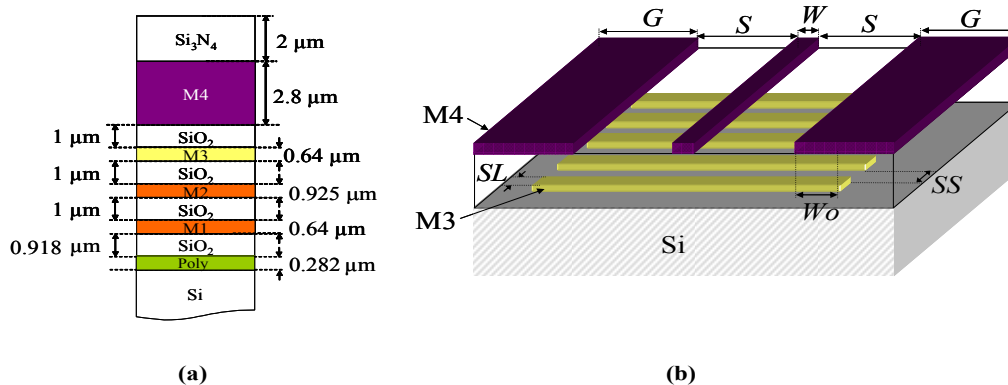 Si₃N₄
2 µm
M4
2.8 µm
1 µm
SiO₂
M3
0.64 µm
1 µm
SiO₂
M2
0.925 µm
1 µm
SiO₂
M1
0.64 µm
0.918 µm
SiO₂
Poly
0.282 µm
Si
(a)
G
S
W
S
G
M4
SL
SS
M3
Wo
Si
(b)